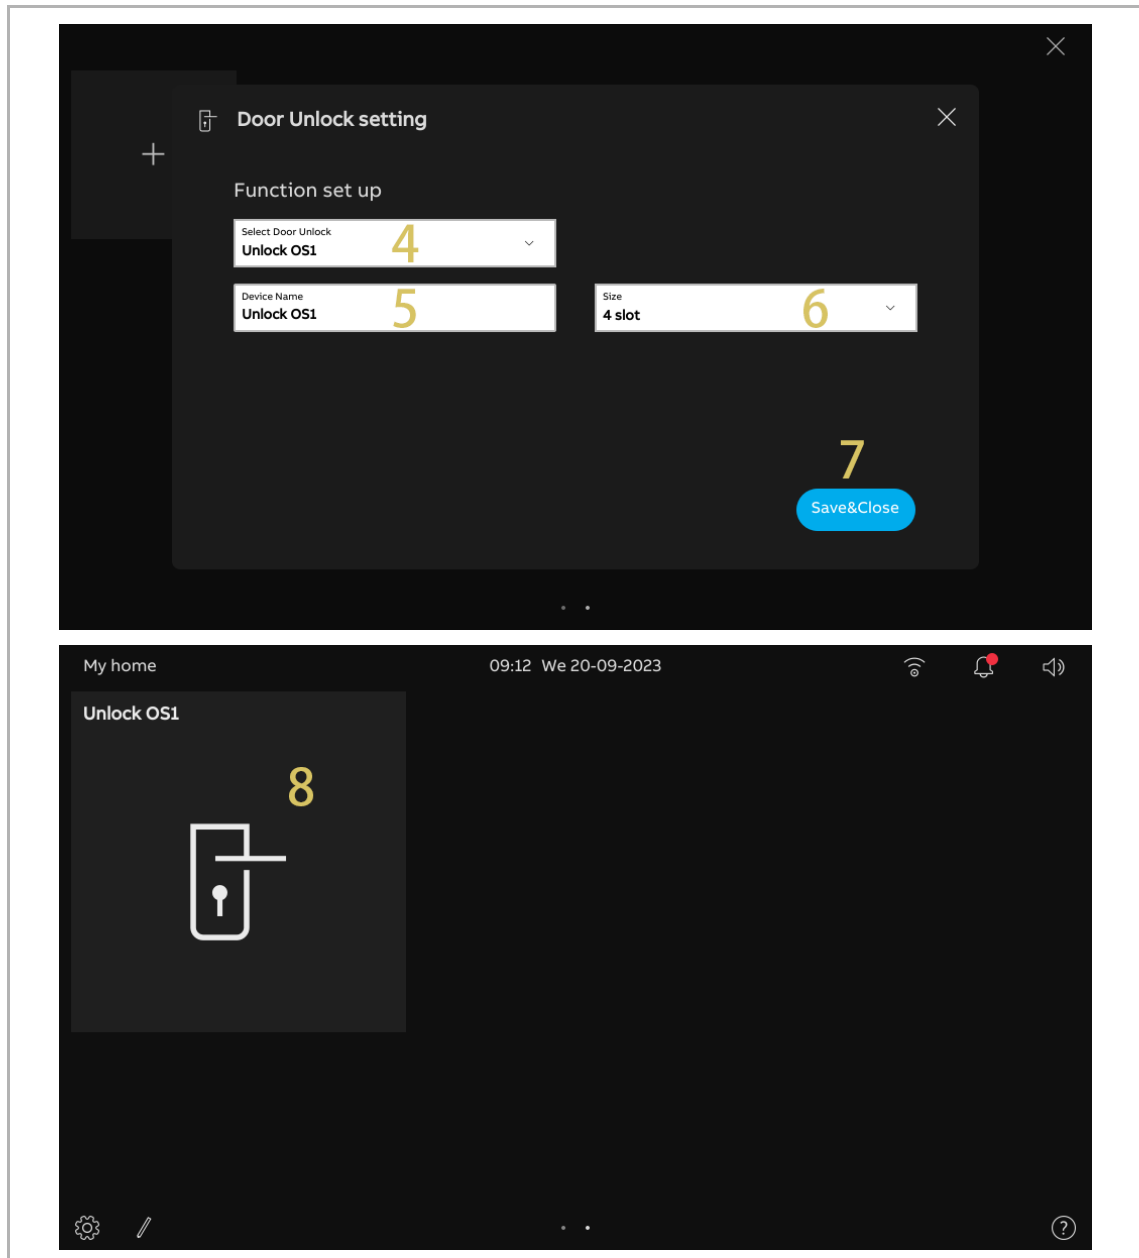 Door Unlock setting
Function set up
Select Door Unlock
Unlock OS1
4
Device Name
Unlock OS1
5
Size
4 slot
6
7
Save&Close
My home
09:12 We 20-09-2023
Unlock OS1
8
?